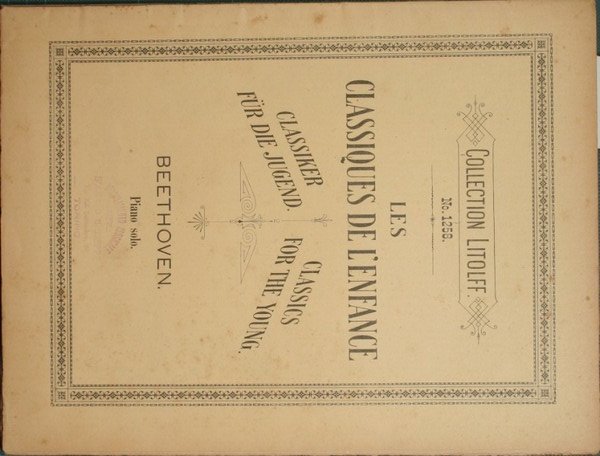 COLLECTION LITOLFF.
No. 1258.
LES
CLASSIQUES DE L'ENFANCE
CLASSIKER
FÜR DIE JUGEND.
CLASSICS
FOR THE YOUNG.
BEETHOVEN.
Piano solo.